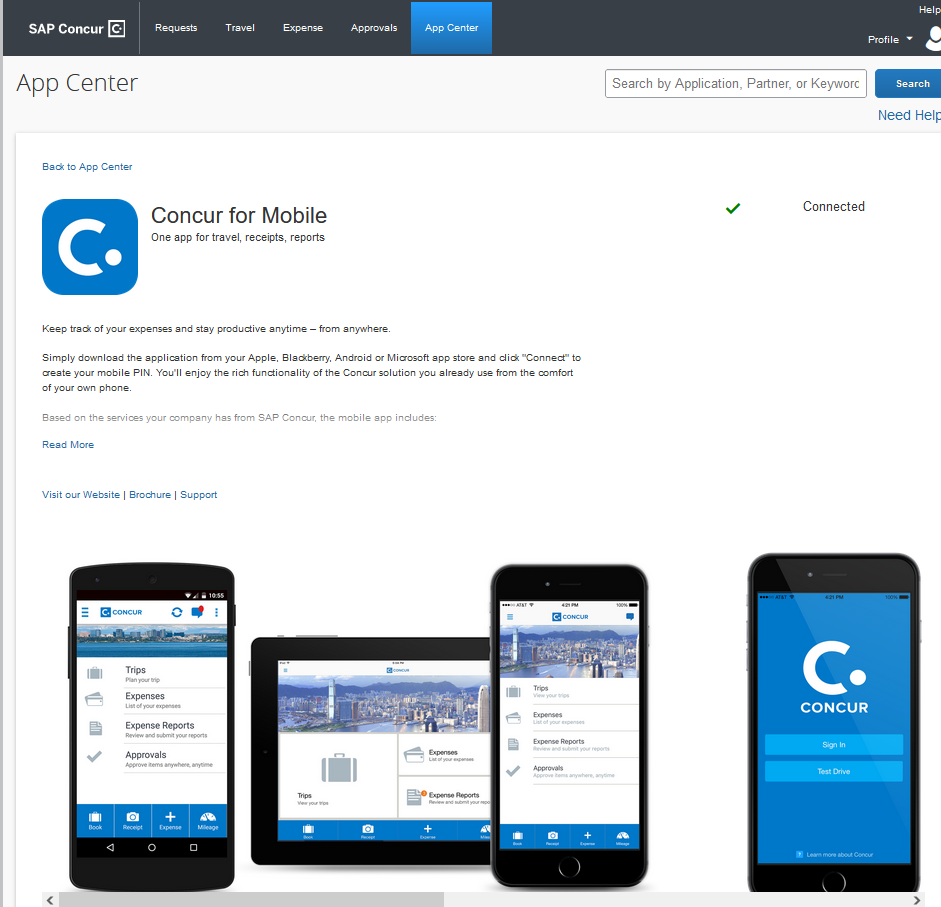 Help
SAP Concur
Requests
Travel
Expense
Approvals
App Center
Profile
App Center
Search by Application, Partner, or Keyword
Search
Need Help
Back to App Center
Concur for Mobile
One app for travel, receipts, reports
Connected
Keep track of your expenses and stay productive anytime – from anywhere.
Simply download the application from your Apple, Blackberry, Android or Microsoft app store and click "Connect" to
create your mobile PIN. You'll enjoy the rich functionality of the Concur solution you already use from the comfort
of your own phone.
Based on the services your company has from SAP Concur, the mobile app includes:
Read More
Visit our Website | Brochure | Support
10:55
CONCUR
Trips
Plan your trip
Expenses
List of your expenses
Expense Reports
Review and submit your reports
Approvals
Approve items anywhere, anytime
Book
Receipt
Expense
Mileage
CONCUR
Trips
View your trips
Expenses
List of your expenses
Expense Reports
Review and submit your repo
Book
Receipt
Expense
AT&T
4:21 PM
100%
CONCUR
Trips
View your trips
Expenses
List of your expenses
Expense Reports
Review and submit your reports
Approvals
Approve items anywhere, anytime
Book
Receipt
Expense
Mileage
AT&T
4:21 PM
100%
CONCUR
Sign In
Test Drive
Learn more about Concur